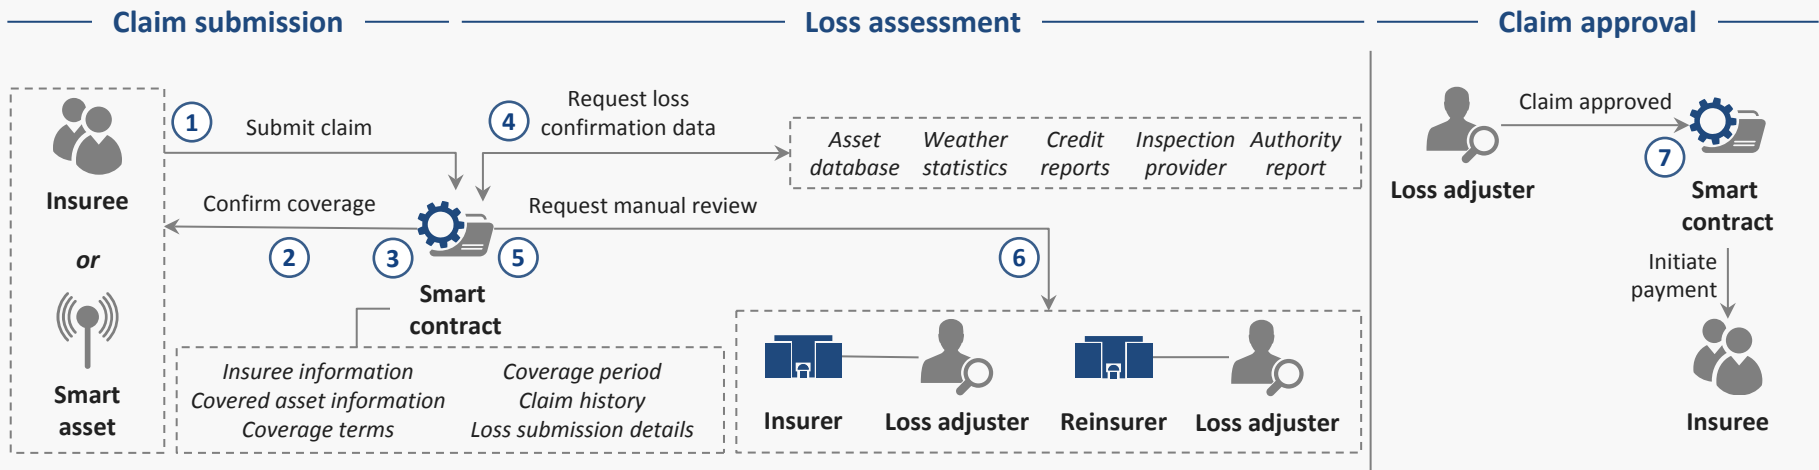 Claim submission
Loss assessment
Claim approval
1
Submit claim
Insuree
or
Smart
asset
Confirm coverage
2
3
Smart
contract
Insuree information
Covered asset information
Coverage terms
Coverage period
Claim history
Loss submission details
4
Request loss
confirmation data
Asset
database
Weather
statistics
Credit
reports
Inspection
provider
Authority
report
Request manual review
5
6
Insurer
Loss adjuster
Reinsurer
Loss adjuster
Loss adjuster
Claim approved
7
Smart
contract
Initiate
payment
Insuree